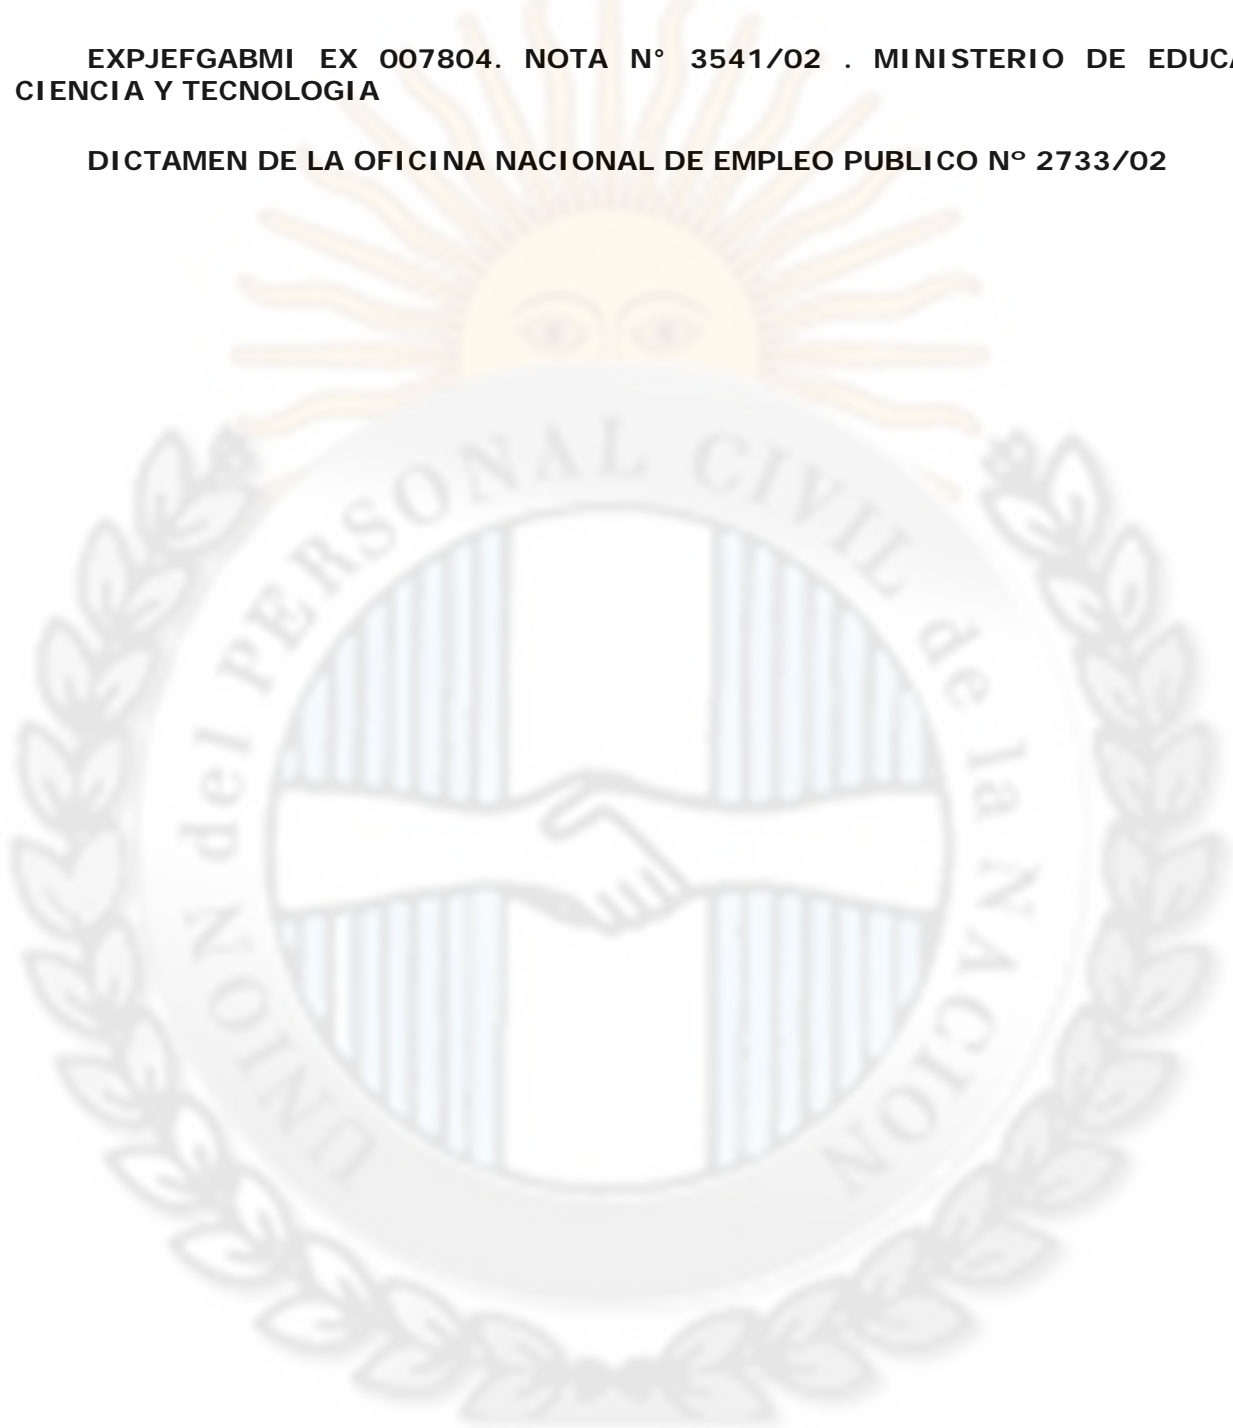 EXPJEFGABMI EX 007804. NOTA N° 3541/02 . MINISTERIO DE
CIENCIA Y TECNOLOGIA
DICTAMEN DE LA OFICINA NACIONAL DE EMPLEO PUBLICO Nº 2733/02
UNION del PERSONAL CIVIL de la NACION